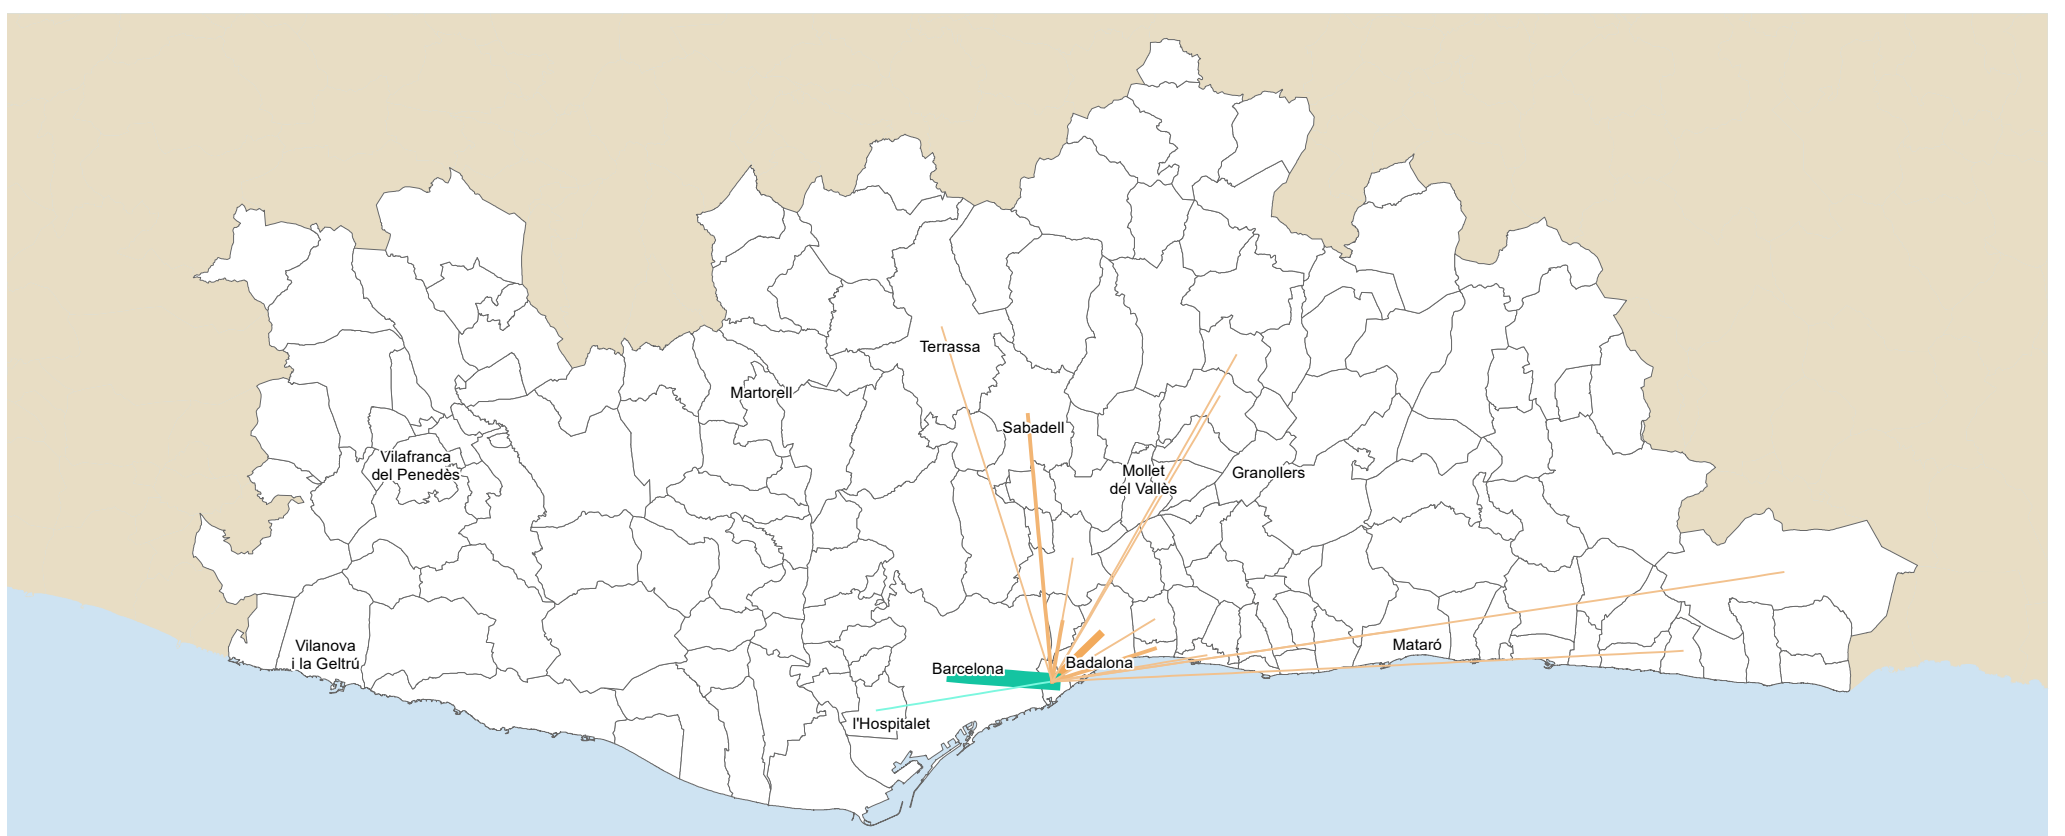 Terrassa
Martorell
Sabadell
Vilafranca
del Penedès
Mollet
del Vallès
Granollers
Vilanova
i la Geltrú
Barcelona
Badalona
Mataró
l'Hospitalet